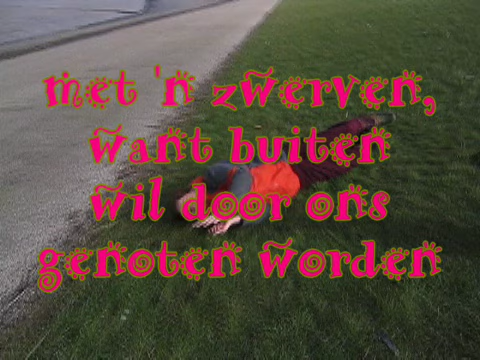 met 'n zwerven,
want buiten
wil door ons
genoten worden